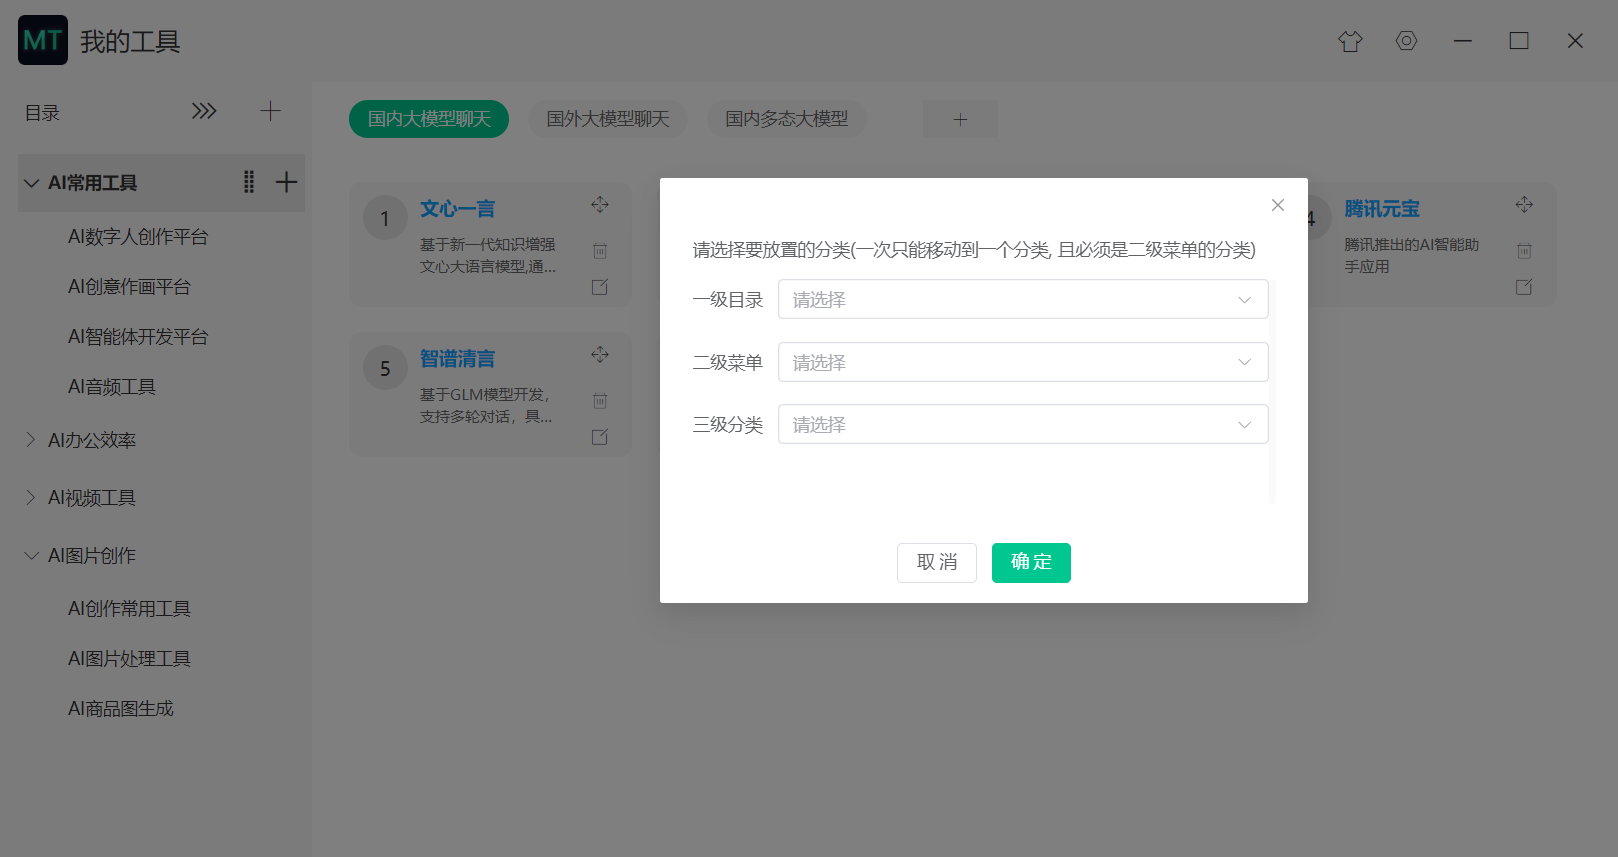 MT 我的工具
目录
AI常用工具
AI数字人创作平台
AI创意作画平台
AI智能体开发平台
AI音频工具
AI办公效率
AI视频工具
AI图片创作
AI创作常用工具
AI图片处理工具
AI商品图生成
国内大模型聊天 国外大模型聊天 国内多态大模型
1
文心一言
基于新一代知识增强
文心大语言模型,通...
4
腾讯元宝
腾讯推出的AI智能助
手应用
5
智谱清言
基于GLM模型开发，
支持多轮对话，具...
请选择要放置的分类(一次只能移动到一个分类, 且必须是二级菜单的分类)
一级目录 请选择
二级菜单 请选择
三级分类 请选择
取消 确定